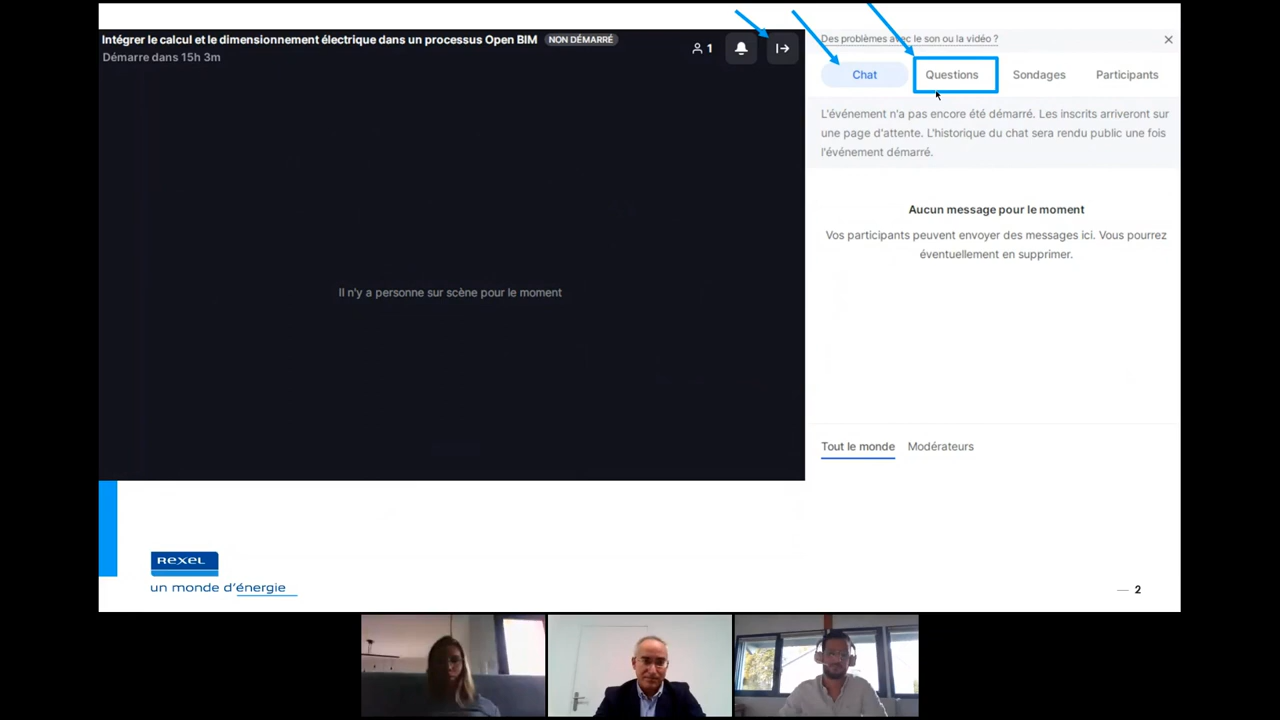 Intégrer le calcul et le dimensionnement électrique dans un processus Open BIM NON DÉMARRÉ
Démarre dans 15h 3m
1
Des problèmes avec le son ou la vidéo ?
Chat Questions Sondages Participants
L'événement n'a pas encore été démarré. Les inscrits arriveront sur
une page d'attente. L'historique du chat sera rendu public une fois
l'événement démarré.
Aucun message pour le moment
Vos participants peuvent envoyer des messages ici. Vous pourrez
éventuellement en supprimer.
Il n'y a personne sur scène pour le moment
Tout le monde Modérateurs
REXEL
un monde d'énergie
2